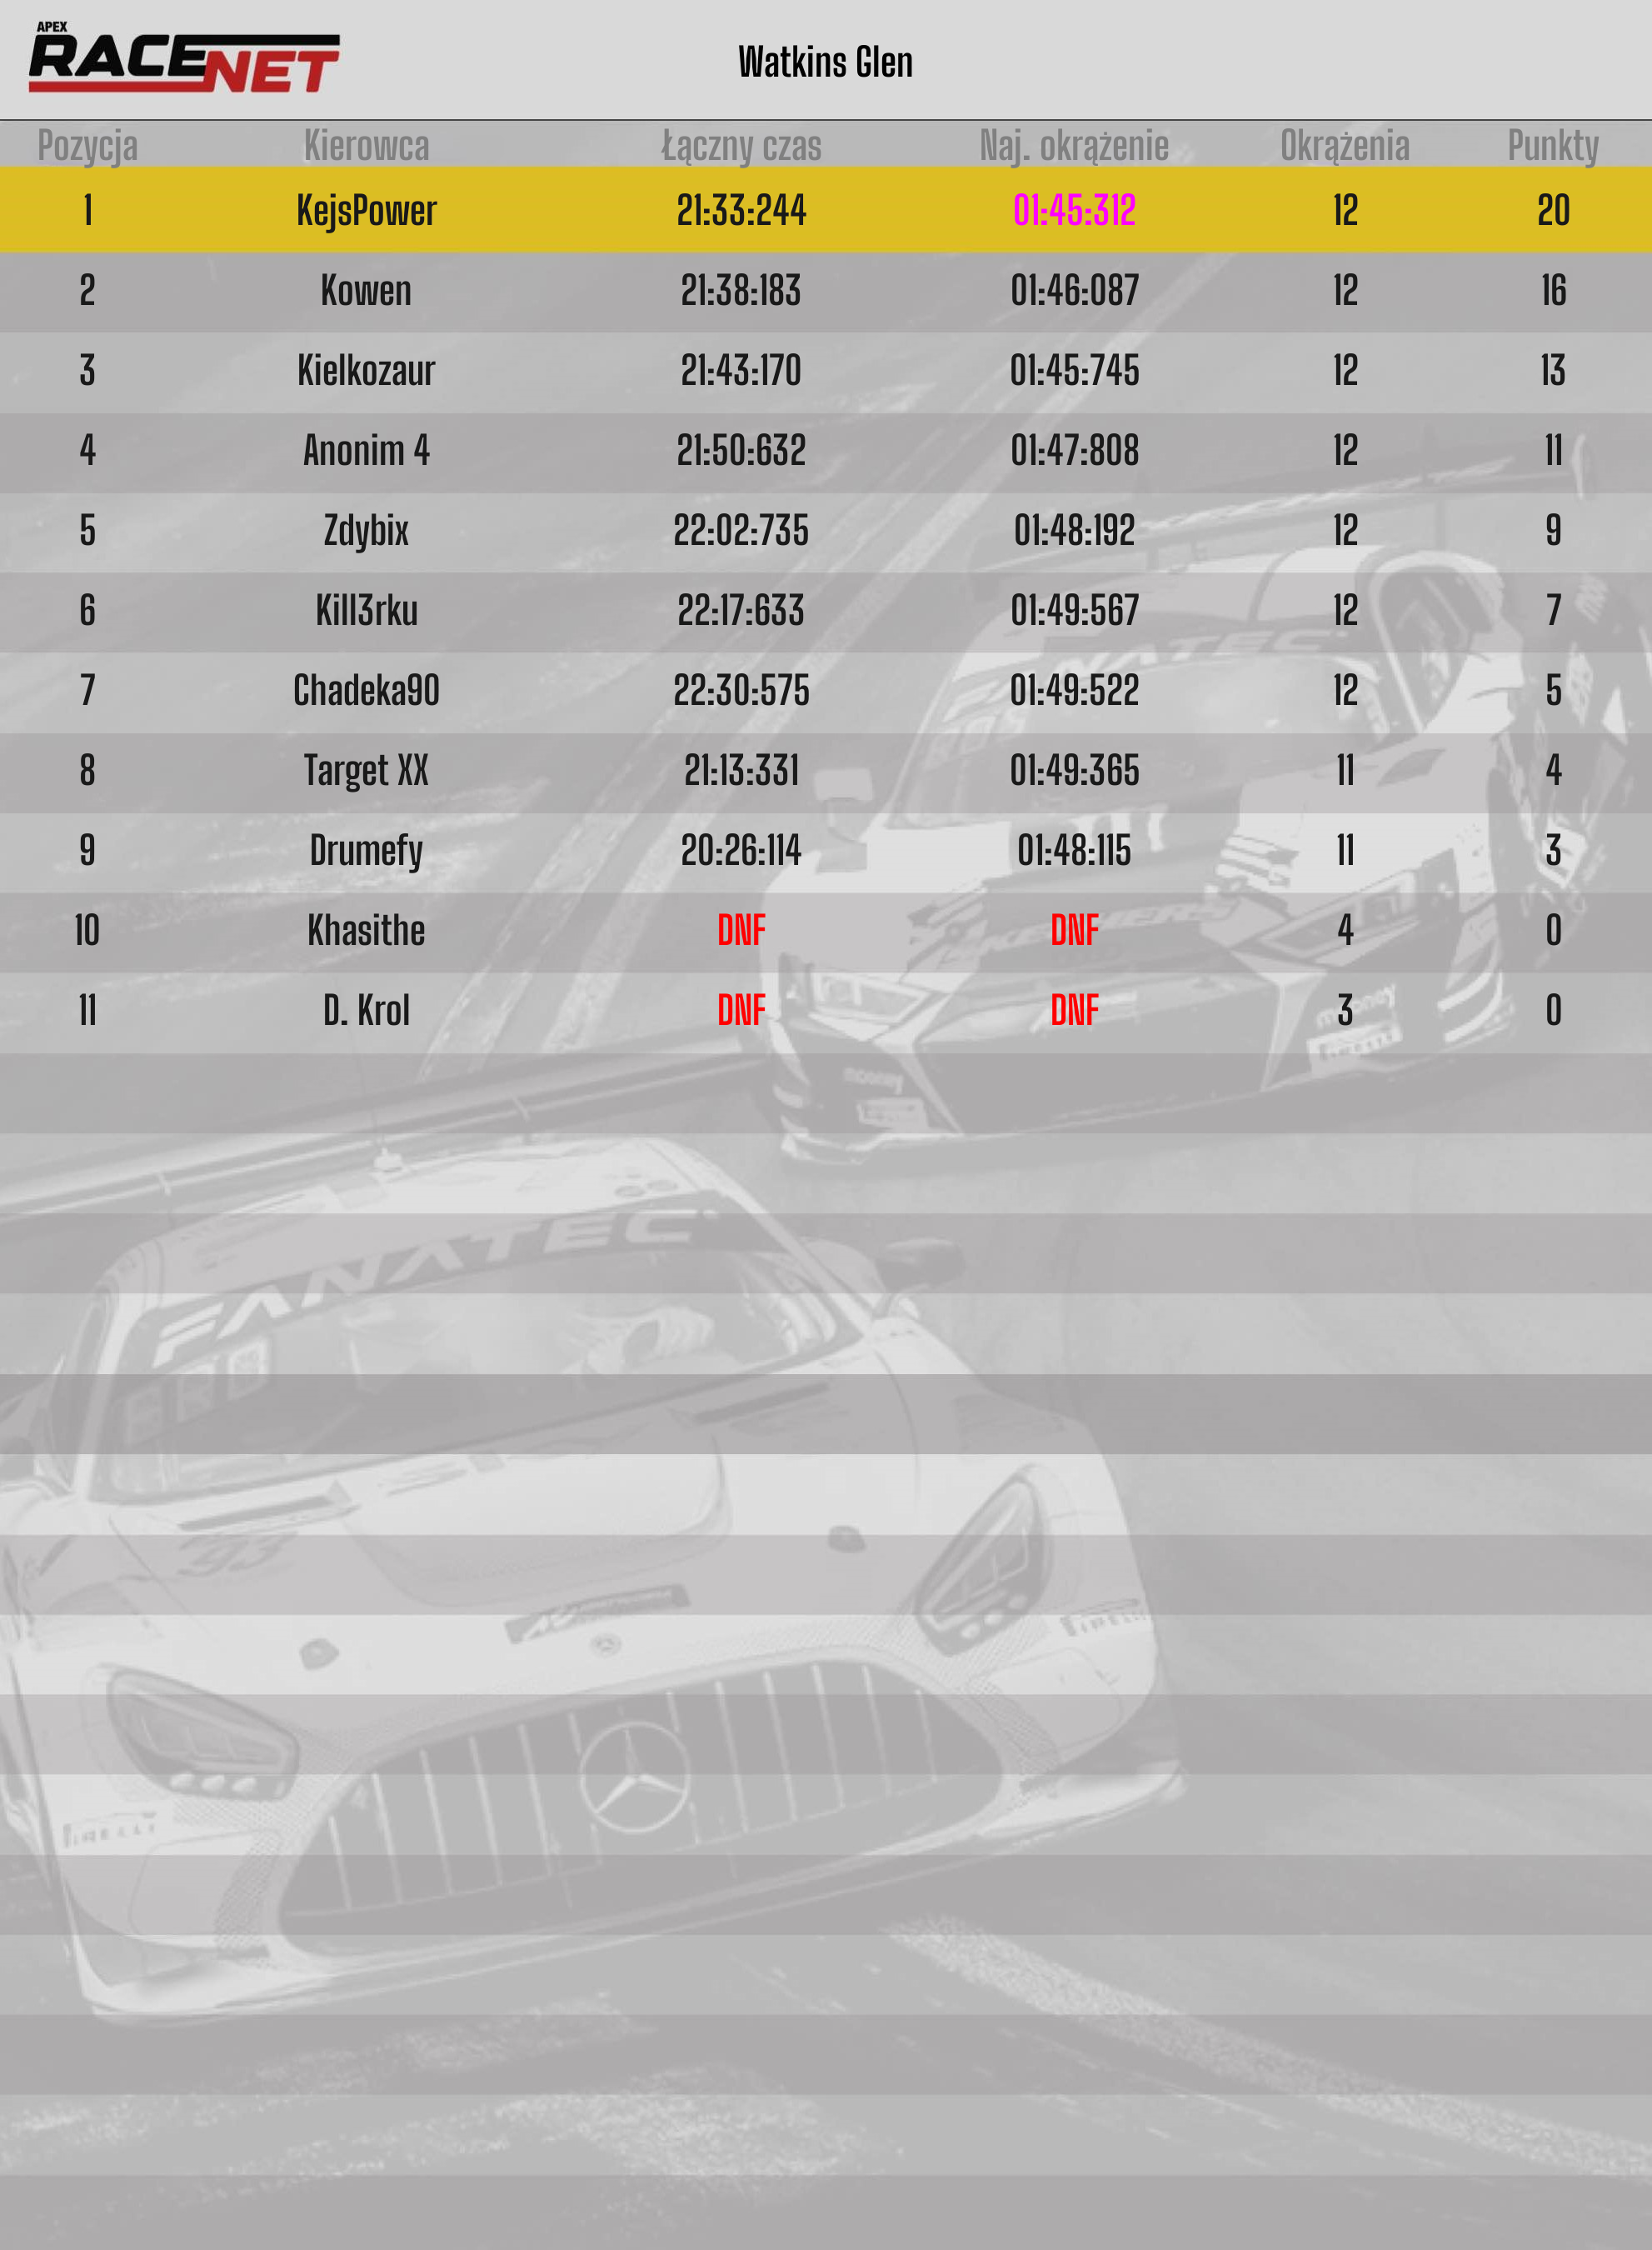 APEX
RACENET
Watkins Glen
Pozycja Kierowca Łączny czas Naj. okrążenie Okrążenia Punkty
1 KejsPower 21:33:244 01:45:312 12 20
2 Kowen 21:38:183 01:46:087 12 16
3 Kielkozaur 21:43:170 01:45:745 12 13
4 Anonim 4 21:50:632 01:47:808 12 11
5 Zdybix 22:02:735 01:48:192 12 9
6 Kill3rku 22:17:633 01:49:567 12 7
FANATEC
7 Chadeka90 22:30:575 01:49:522 12 5
8 Target XX 21:13:331 01:49:365 11 4
9 Drumefy 20:26:114 01:48:115 11 3
10 Khasithe DNF DNF 4 0
11 D. Krol DNF DNF 3 0
FANATEC
93
PIRELLI
PIRELLI